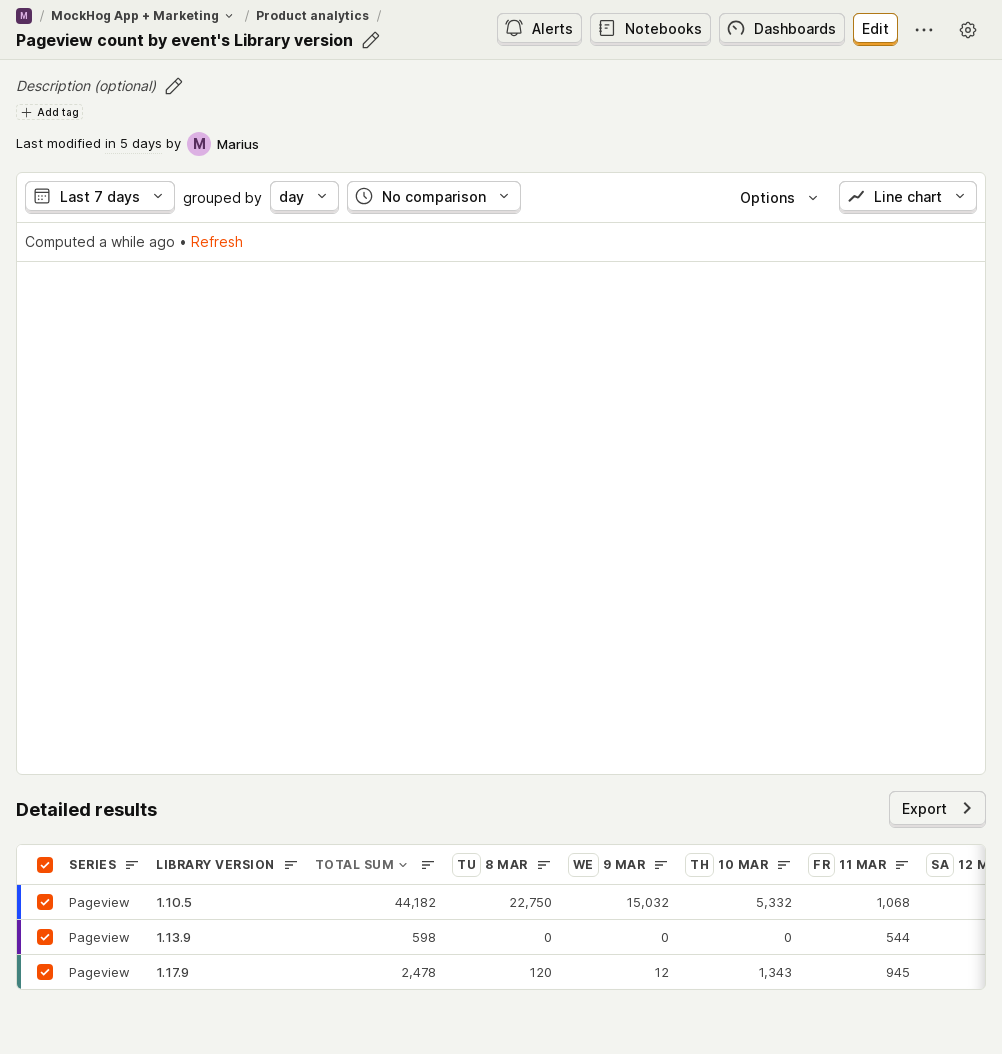 M / MockHog App + Marketing / Product analytics /
Pageview count by event's Library version
Alerts Notebooks Dashboards Edit
Description (optional)
Add tag
Last modified in 5 days by M Marius
Last 7 days grouped by day No comparison Options Line chart
Computed a while ago • Refresh
Detailed results
Export
SERIES LIBRARY VERSION TOTAL SUM TU 8 MAR WE 9 MAR TH 10 MAR FR 11 MAR SA 12 M
Pageview 1.10.5 44,182 22,750 15,032 5,332 1,068
Pageview 1.13.9 598 0 0 0 544
Pageview 1.17.9 2,478 120 12 1,343 945